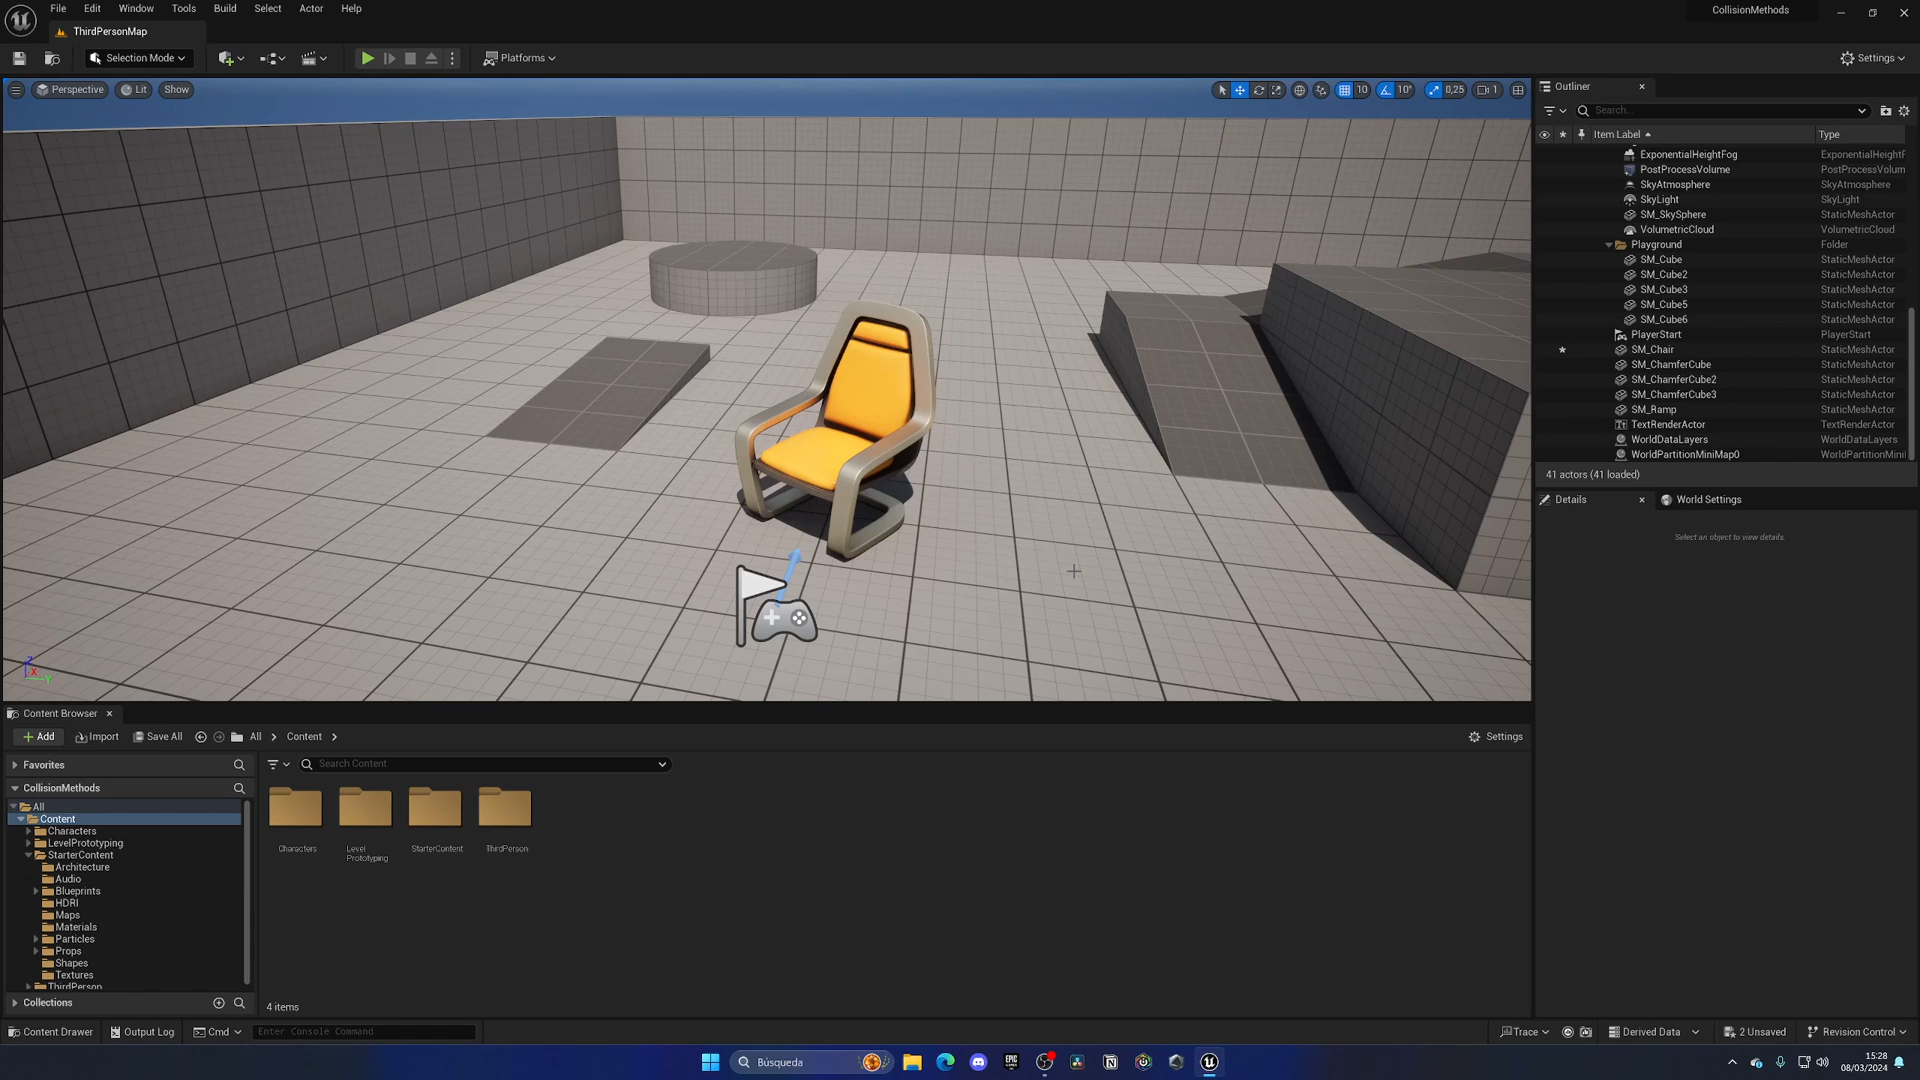 File Edit Window Tools Build Select Actor Help
CollisionMethods
ThirdPersonMap
Selection Mode
Platforms
Settings
Perspective Lit Show
10 10° 0,25 1
Outliner
Search...
Item Label Type
ExponentialHeightFog ExponentialHeightF
PostProcessVolume PostProcessVolum
SkyAtmosphere SkyAtmosphere
SkyLight SkyLight
SM_SkySphere StaticMeshActor
VolumetricCloud VolumetricCloud
Playground Folder
SM_Cube StaticMeshActor
SM_Cube2 StaticMeshActor
SM_Cube3 StaticMeshActor
SM_Cube5 StaticMeshActor
SM_Cube6 StaticMeshActor
PlayerStart PlayerStart
SM_Chair StaticMeshActor
SM_ChamferCube StaticMeshActor
SM_ChamferCube2 StaticMeshActor
SM_ChamferCube3 StaticMeshActor
SM_Ramp StaticMeshActor
TextRenderActor TextRenderActor
WorldDataLayers WorldDataLayers
WorldPartitionMiniMap0 WorldPartitionMini
41 actors (41 loaded)
Details World Settings
Select an object to view details.
Z
X
Y
Content Browser
Add Import Save All All Content Settings
Favorites
Search Content
CollisionMethods
All
Content
Characters
LevelPrototyping
StarterContent
Architecture
Audio
Blueprints
HDRI
Maps
Materials
Particles
Props
Shapes
Textures
ThirdPerson
Characters
Level
Prototyping
StarterContent
ThirdPerson
Collections
4 items
Content Drawer Output Log Cmd Enter Console Command
Trace Derived Data 2 Unsaved Revision Control
Búsqueda
EPIC
GAMES
15:28
08/03/2024